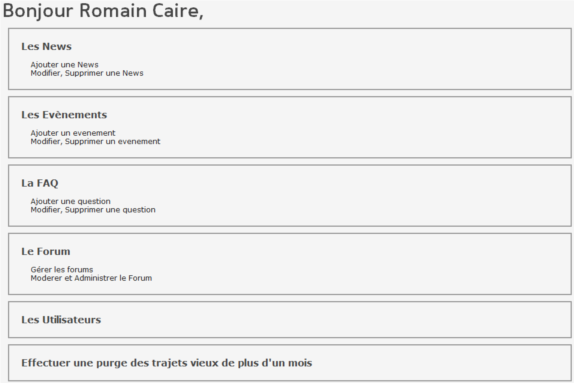 Bonjour Romain Caire,
Les News
Ajouter une News
Modifier, Supprimer une News
Les Evènements
Ajouter un evenement
Modifier, Supprimer un evenement
La FAQ
Ajouter une question
Modifier, Supprimer une question
Le Forum
Gérer les forums
Moderer et Administrer le Forum
Les Utilisateurs
Effectuer une purge des trajets vieux de plus d'un mois